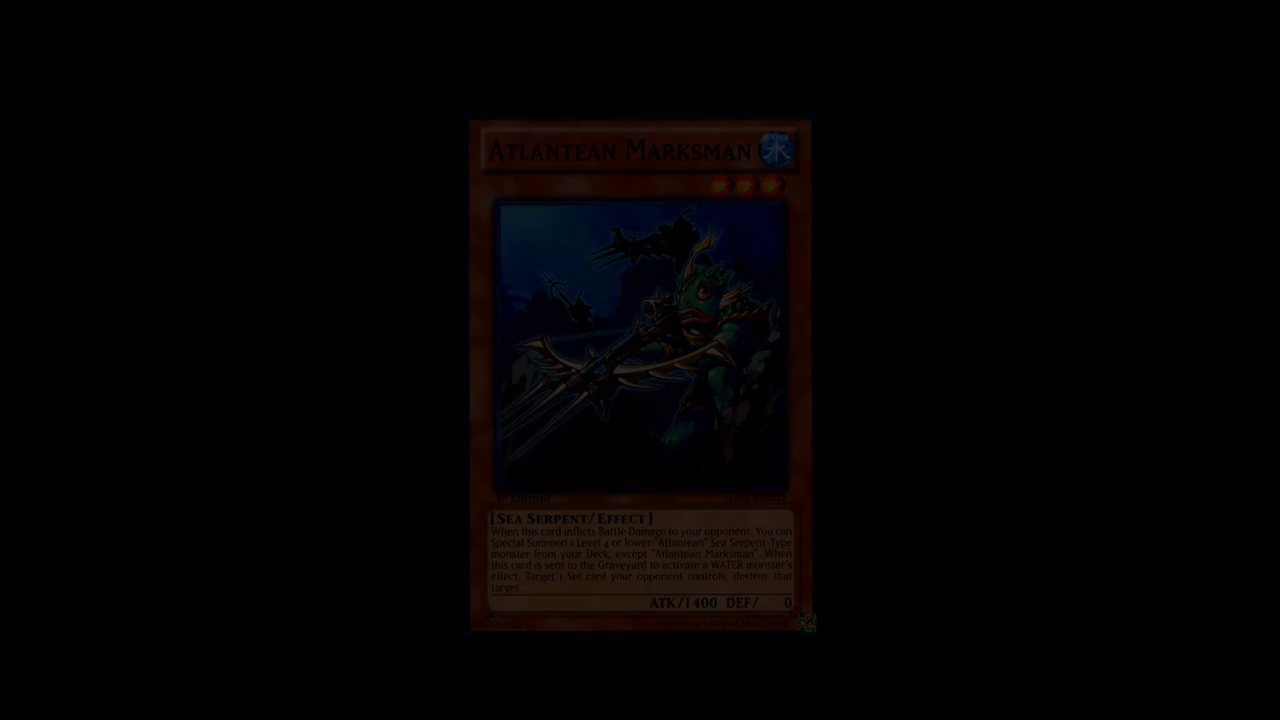 ATLANTEAN MARKSMAN
水
[SEA SERPENT/EFFECT]
When this card inflicts Battle Damage to your opponent: You can
Special Summon 1 Level 4 or lower "Atlantean" Sea Serpent-Type
monster from your Deck, except "Atlantean Marksman". When
this card is sent to the Graveyard to activate a WATER monster's
effect: Target 1 Set card your opponent controls; destroy that
target.
ATK/1400 DEF/ 0